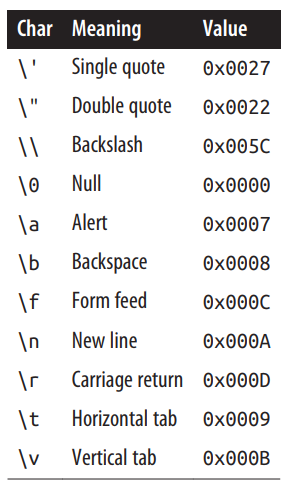 Char Meaning Value
\' Single quote 0x0027
\" Double quote 0x0022
\\ Backslash 0x005C
\0 Null 0x0000
\a Alert 0x0007
\b Backspace 0x0008
\f Form feed 0x000C
\n New line 0x000A
\r Carriage return 0x000D
\t Horizontal tab 0x0009
\v Vertical tab 0x000B